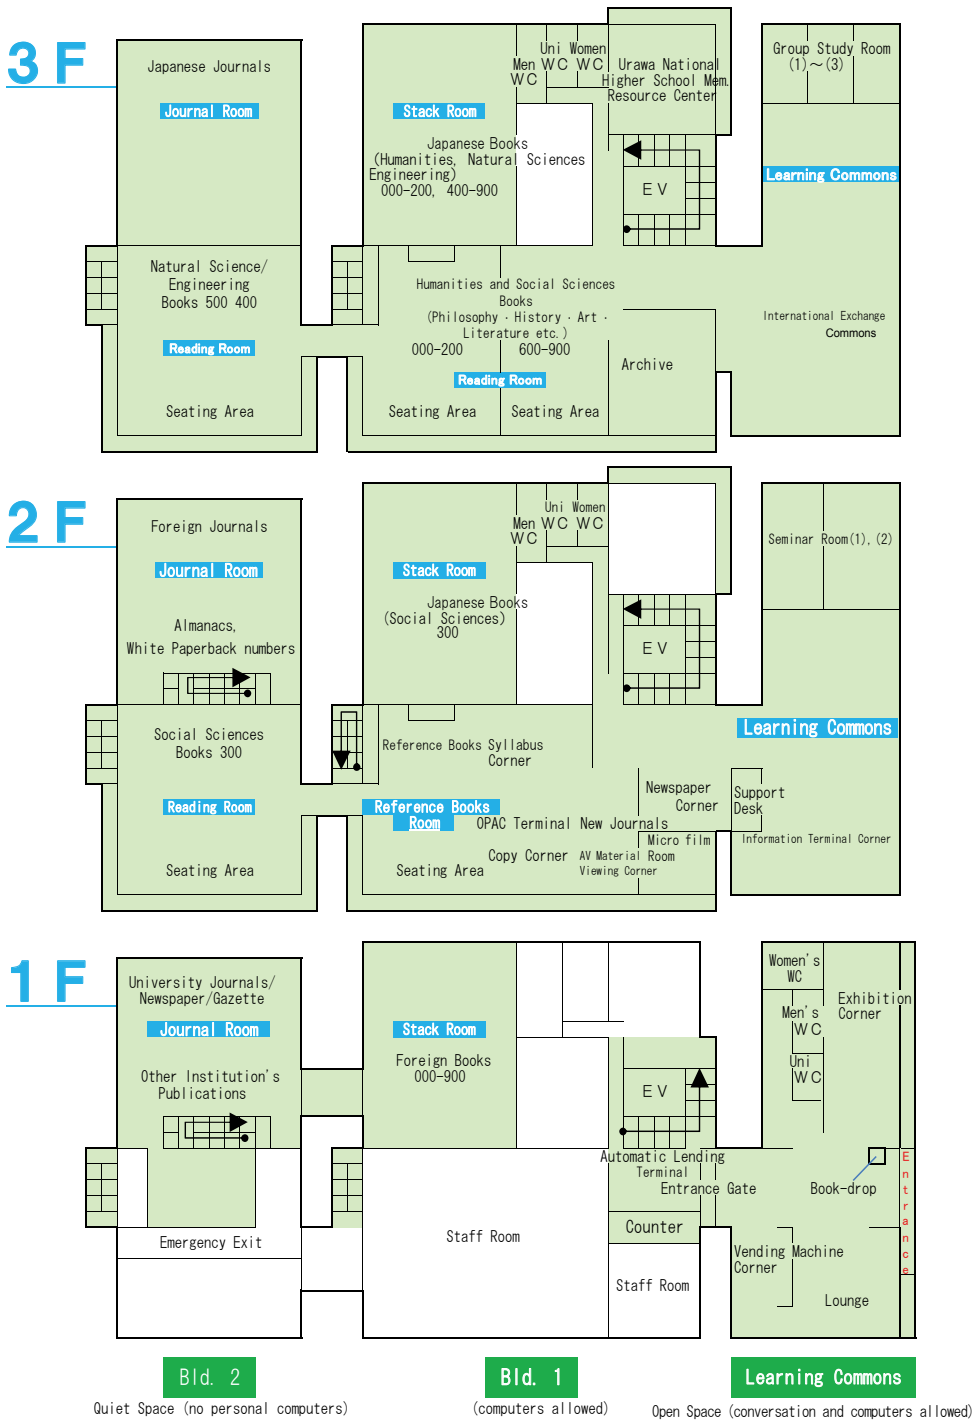 3F
Japanese Journals
Journal Room
Natural Science/
Engineering
Books 500 400
Reading Room
Seating Area
Stack Room
Japanese Books
(Humanities, Natural Sciences
Engineering)
000-200, 400-900
Men
WC
Uni
WC
Women
WC
Urawa National
Higher School Mem.
Resource Center
EV
Humanities and Social Sciences
Books
(Philosophy・History・Art・
Literature etc.)
000-200
600-900
Reading Room
Seating Area
Seating Area
Archive
Group Study Room
(1)～(3)
Learning Commons
International Exchange
Commons
2F
Foreign Journals
Journal Room
Almanacs,
White Paperback numbers
Social Sciences
Books 300
Reading Room
Seating Area
Stack Room
Japanese Books
(Social Sciences)
300
Men
WC
Uni
WC
Women
WC
EV
Reference Books
Syllabus
Corner
Reference Books
Room
OPAC Terminal
New Journals
Copy Corner
Seating Area
AV Material
Viewing Corner
Newspaper
Corner
Micro film
Room
Seminar Room(1),(2)
Learning Commons
Support
Desk
Information Terminal Corner
1F
University Journals/
Newspaper/Gazette
Journal Room
Other Institution's
Publications
Emergency Exit
Stack Room
Foreign Books
000-900
EV
Automatic Lending
Terminal
Entrance Gate
Counter
Staff Room
Staff Room
Women's
WC
Men's
WC
Uni
WC
Exhibition
Corner
Book-drop
Entrance
Vending Machine
Corner
Lounge
Bld. 2
Quiet Space (no personal computers)
Bld. 1
(computers allowed)
Learning Commons
Open Space (conversation and computers allowed)